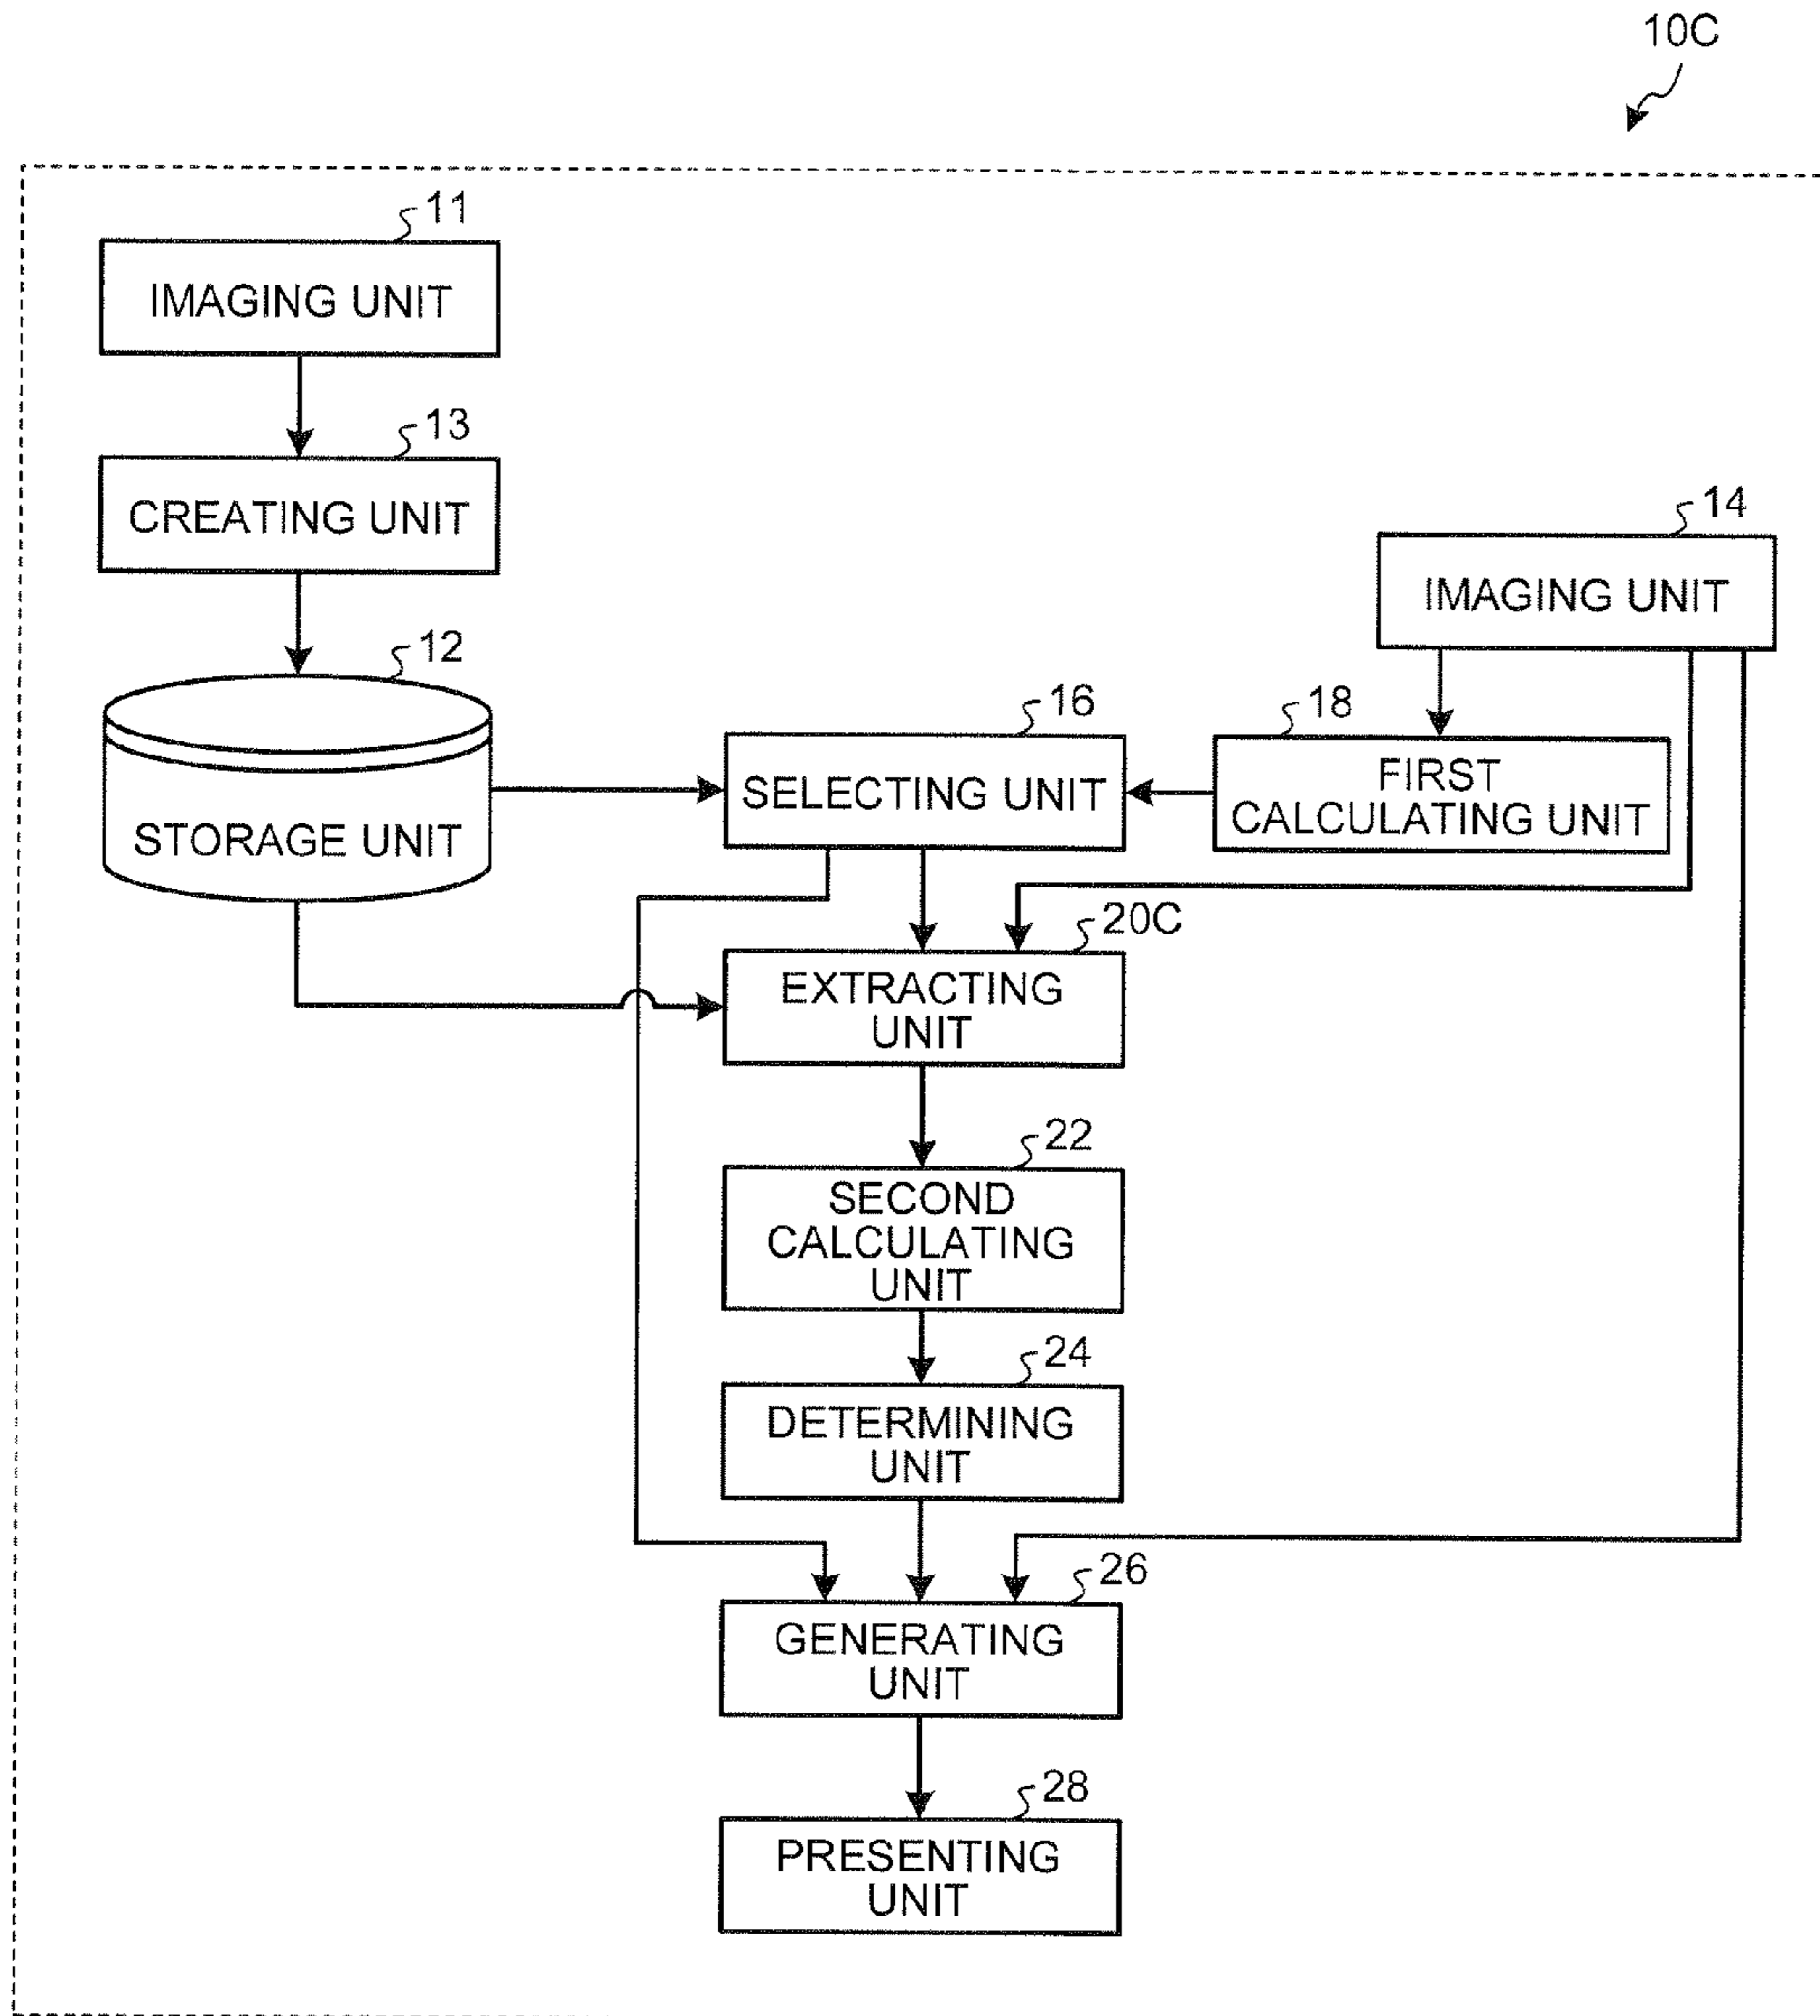 10C
11
IMAGING UNIT
13
CREATING UNIT
14
IMAGING UNIT
12
STORAGE UNIT
16
SELECTING UNIT
18
FIRST
CALCULATING UNIT
20C
EXTRACTING
UNIT
22
SECOND
CALCULATING
UNIT
24
DETERMINING
UNIT
26
GENERATING
UNIT
28
PRESENTING
UNIT